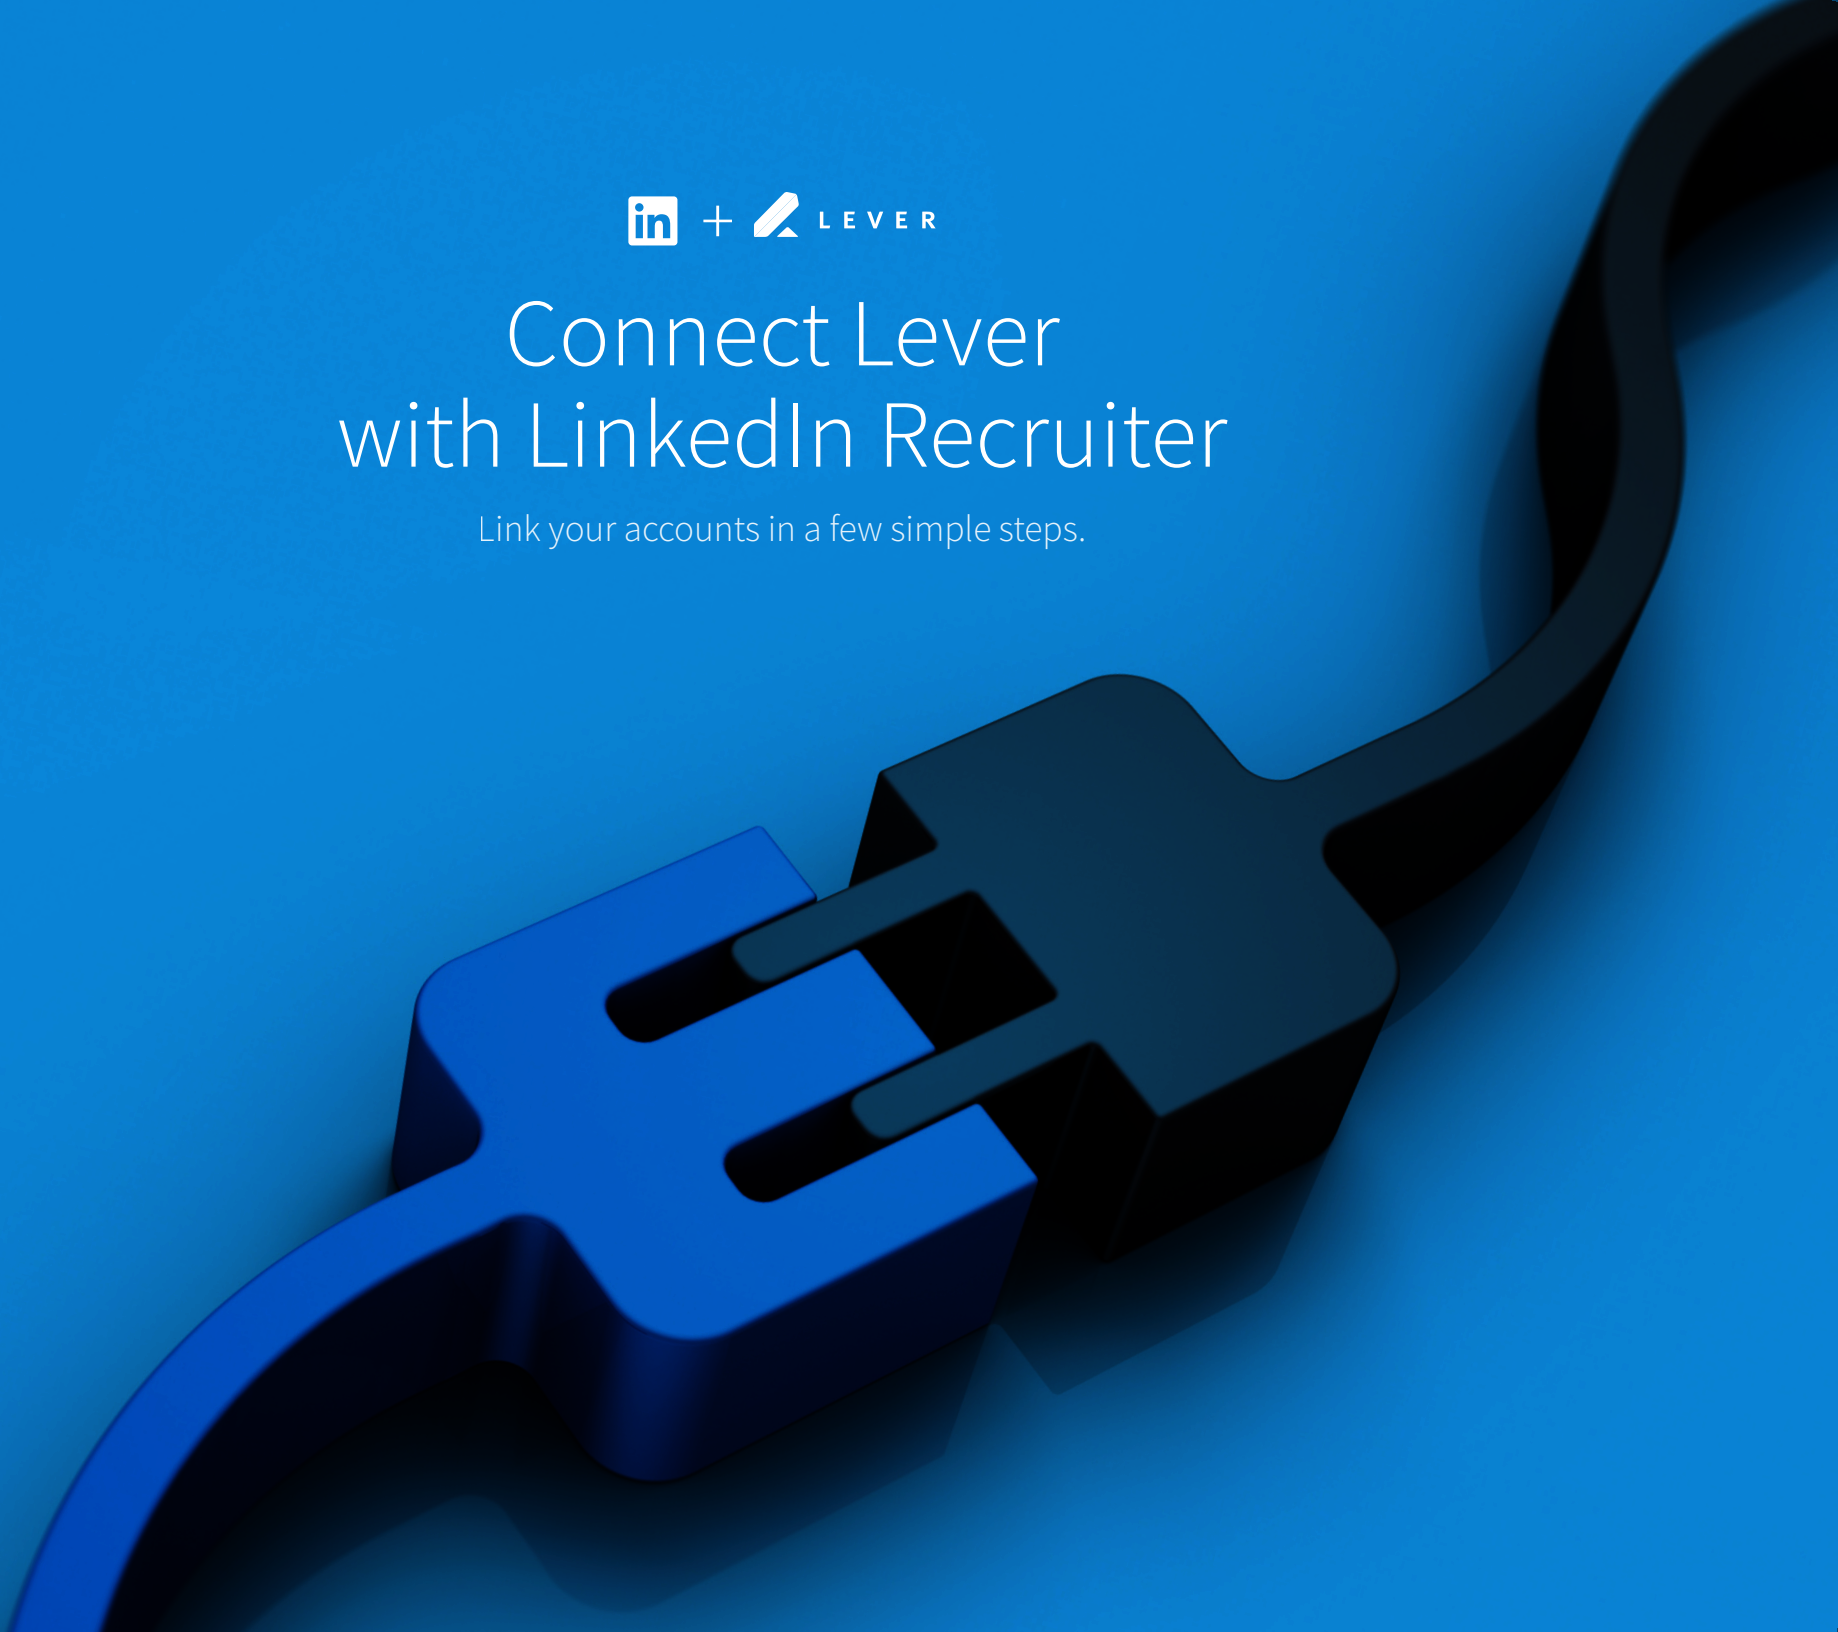 in + LEVER
Connect Lever
with LinkedIn Recruiter
Link your accounts in a few simple steps.